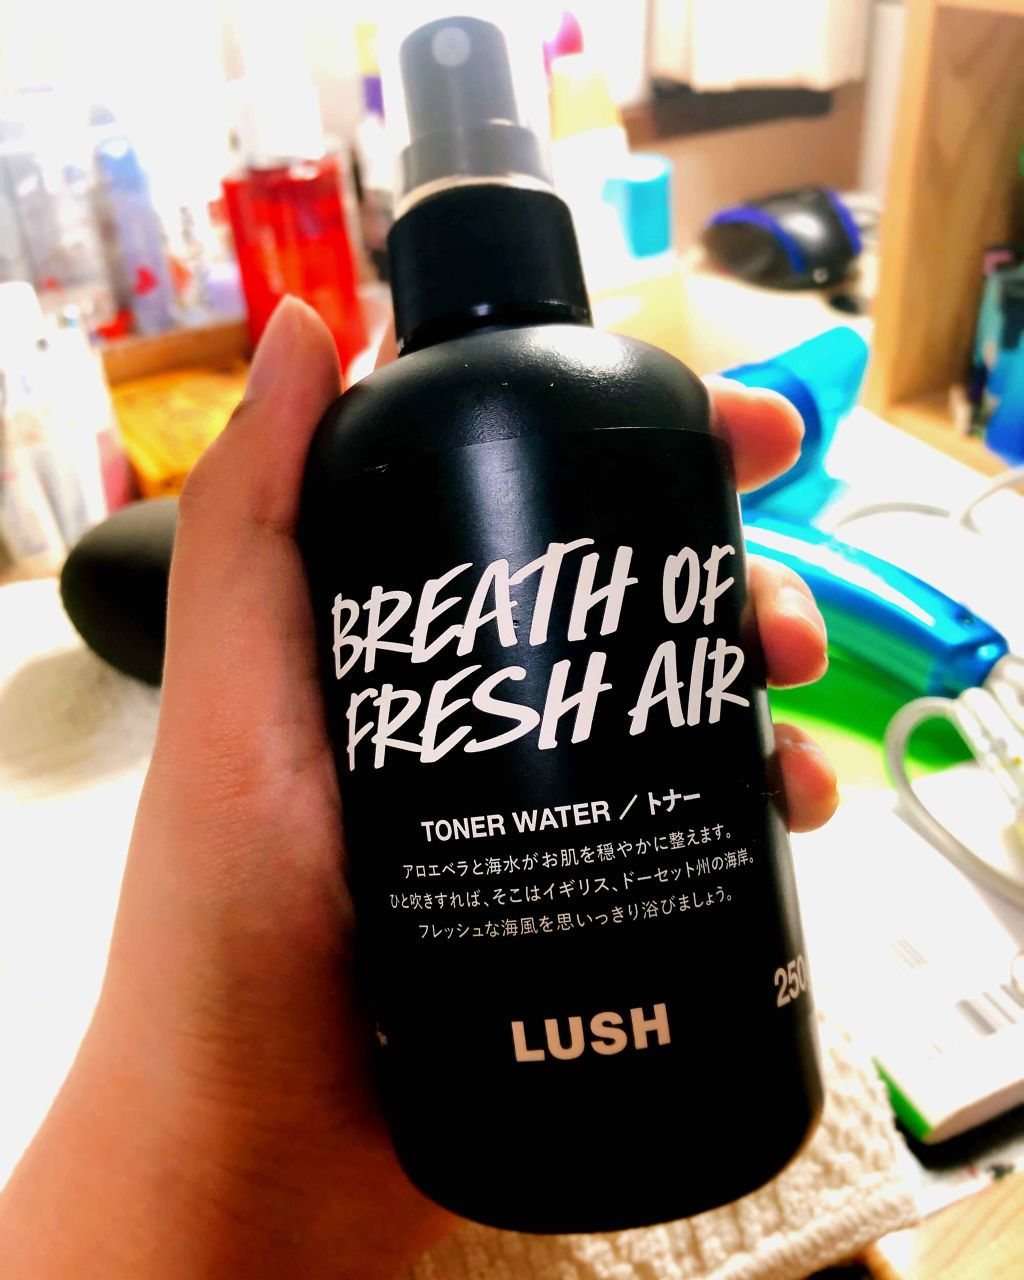 BREATH OF
FRESH AIR
TONER WATER／トナー
アロエベラと海水がお肌を穏やかに整えます。
ひと吹きすれば、そこはイギリス、ドーセット州の海岸。
フレッシュな海風を思いっきり浴びましょう。
250
LUSH